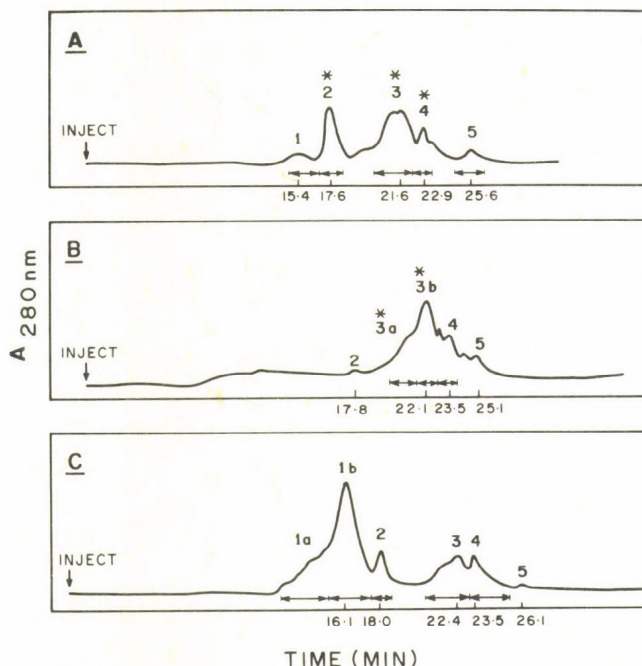 A
* * *
1 2 3 4 5
INJECT
15·4 17·6 21·6 22·9 25·6
B
* *
2 3a 3b 4 5
INJECT
17·8 22·1 23·5 25·1
A 280nm
C
1a 1b 2 3 4 5
INJECT
16·1 18·0 22·4 23·5 26·1
TIME (MIN)